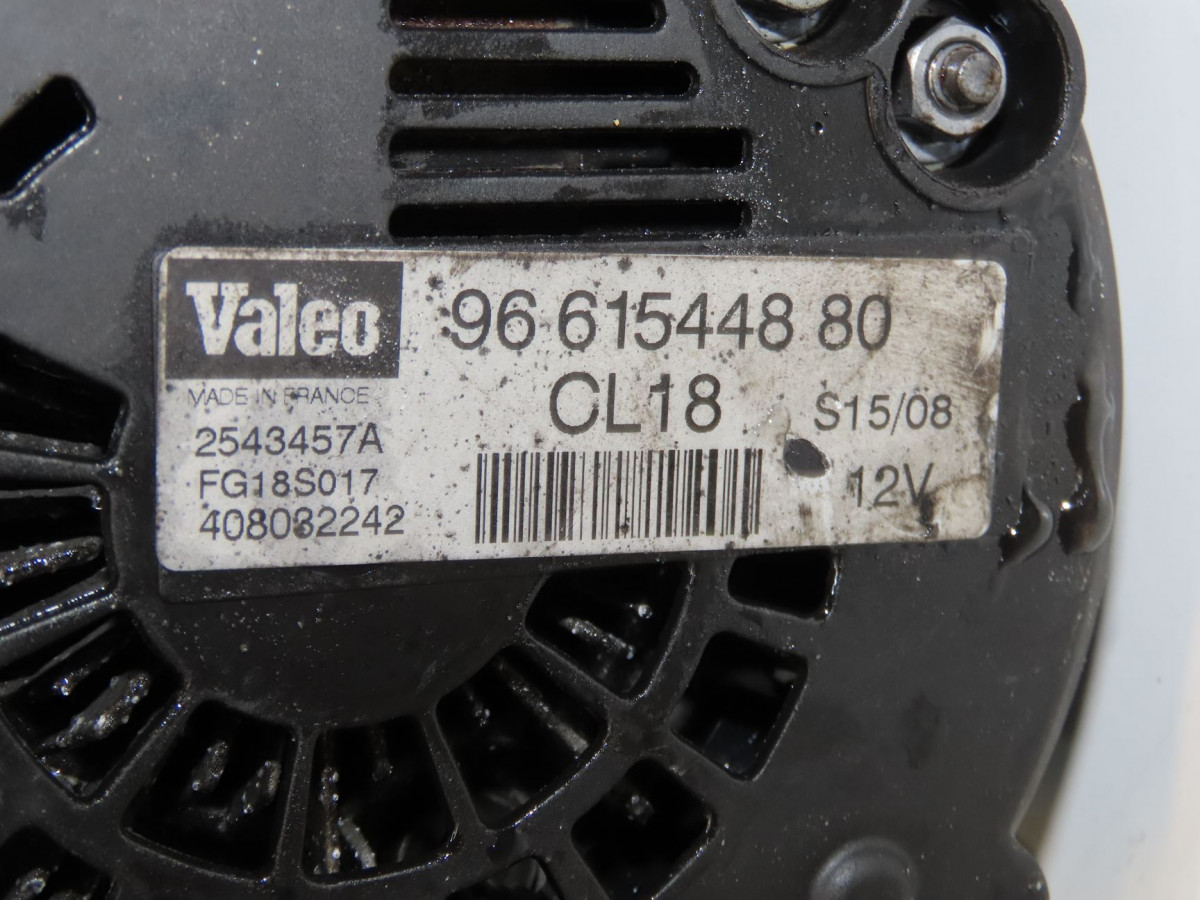 Valeo
96 615448 80
MADE IN FRANCE
CL18
S15/08
2543457A
FG18S017
408032242
12V